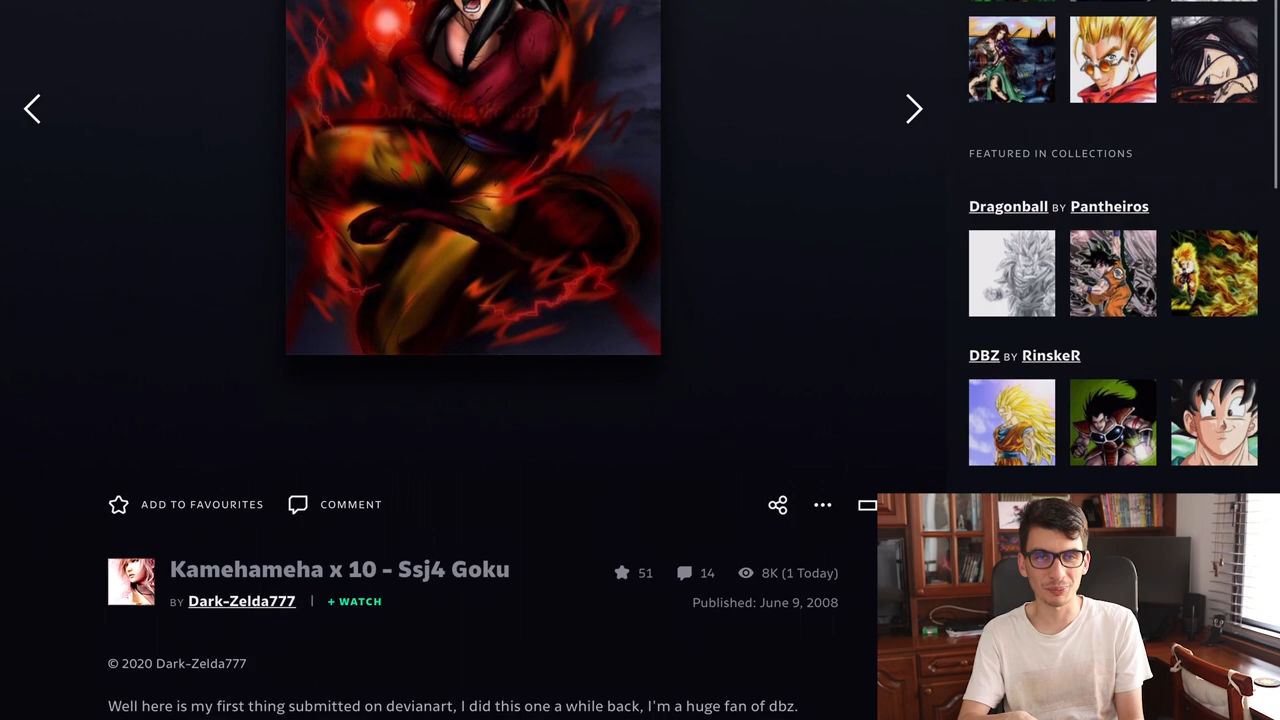 FEATURED IN COLLECTIONS
Dragonball BY Pantheiros
DBZ BY RinskeR
ADD TO FAVOURITES
COMMENT
Kamehameha x 10 - Ssj4 Goku
51
14
8K (1 Today)
BY Dark-Zelda777 | + WATCH
Published: June 9, 2008
© 2020 Dark-Zelda777
Well here is my first thing submitted on devianart, I did this one a while back, I'm a huge fan of dbz.